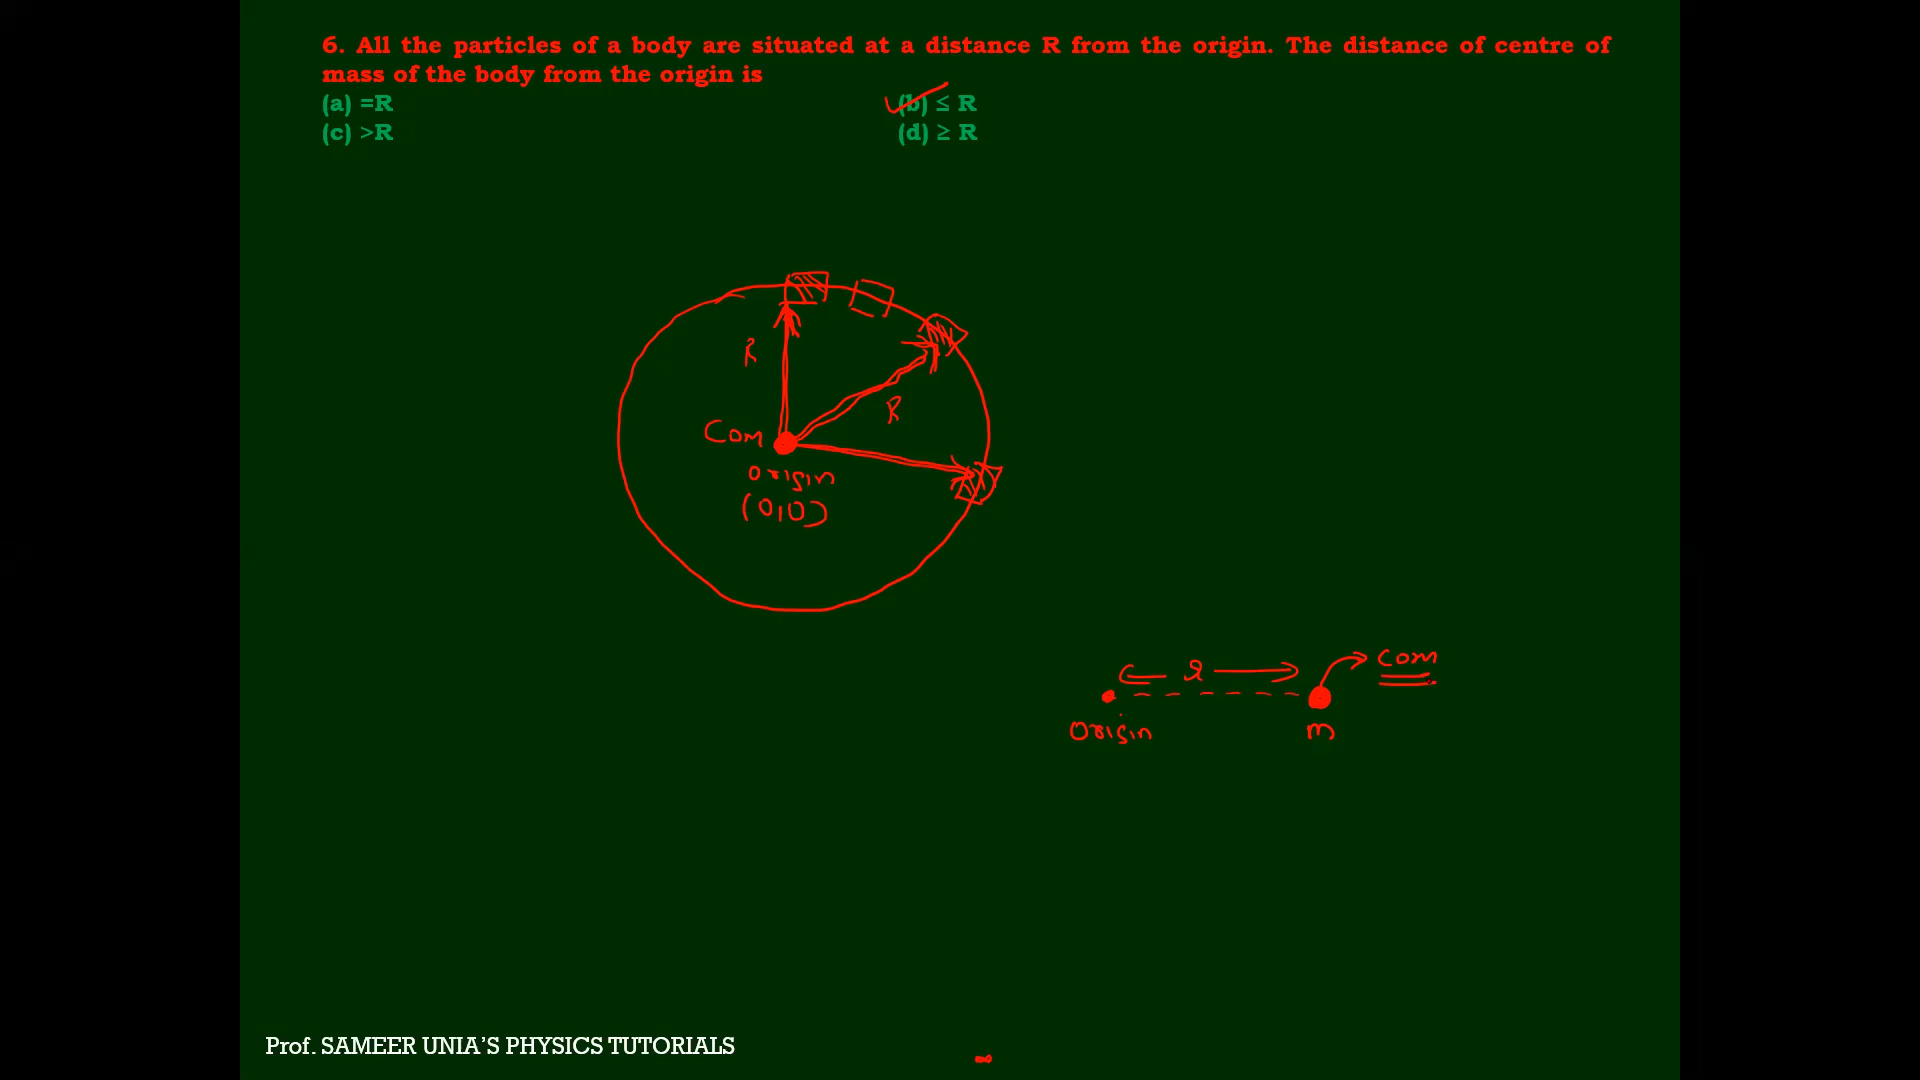 6. All the particles of a body are situated at a distance R from the origin. The distance of centre of
mass of the body from the origin is
(a) =R
(b) ≤ R
(c) >R
(d) ≥ R
R
R
Com
origin
(0,0)
Com
origin
m
Prof. SAMEER UNIA'S PHYSICS TUTORIALS